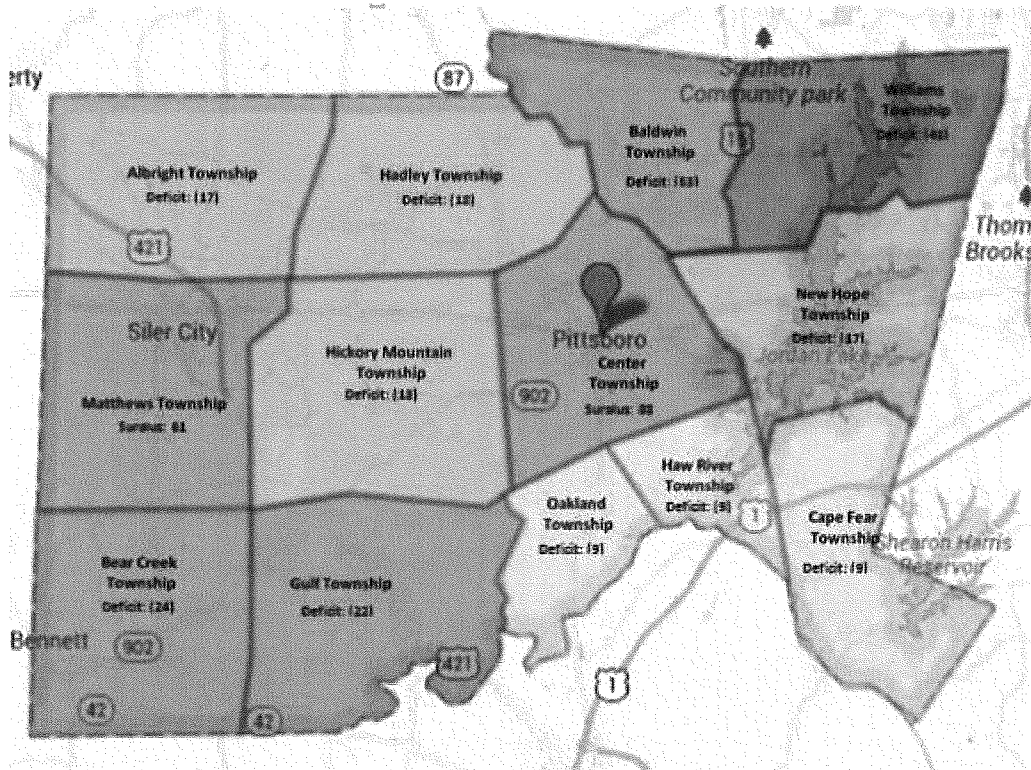 erty
87
Southern
Community park
Williams
Township
Baldwin
Township
Deficit: (63)
Albright Township
Deficit: (17)
Hadley Township
Deficit: (18)
421
Thom
Brooks
New Hope
Township
Deficit: (17)
Jordan Lake
Siler City
Pittsboro
Center
Township
Hickory Mountain
Township
Deficit: (13)
902
Matthews Township
Haw River
Township
Oakland
Township
Deficit: (9)
1
Cape Fear
Township
Deficit: (9)
Shearon Harris
Reservoir
Bear Creek
Township
Deficit: (24)
Gulf Township
Deficit: (22)
Bennett
902
421
1
42
42